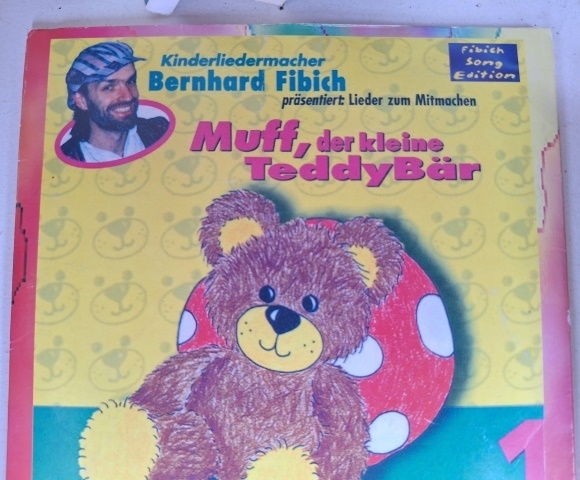 Kinderliedermacher
Bernhard Fibich
präsentiert: Lieder zum Mitmachen
Fibich
Song
Edition
Muff, der kleine
TeddyBär
1